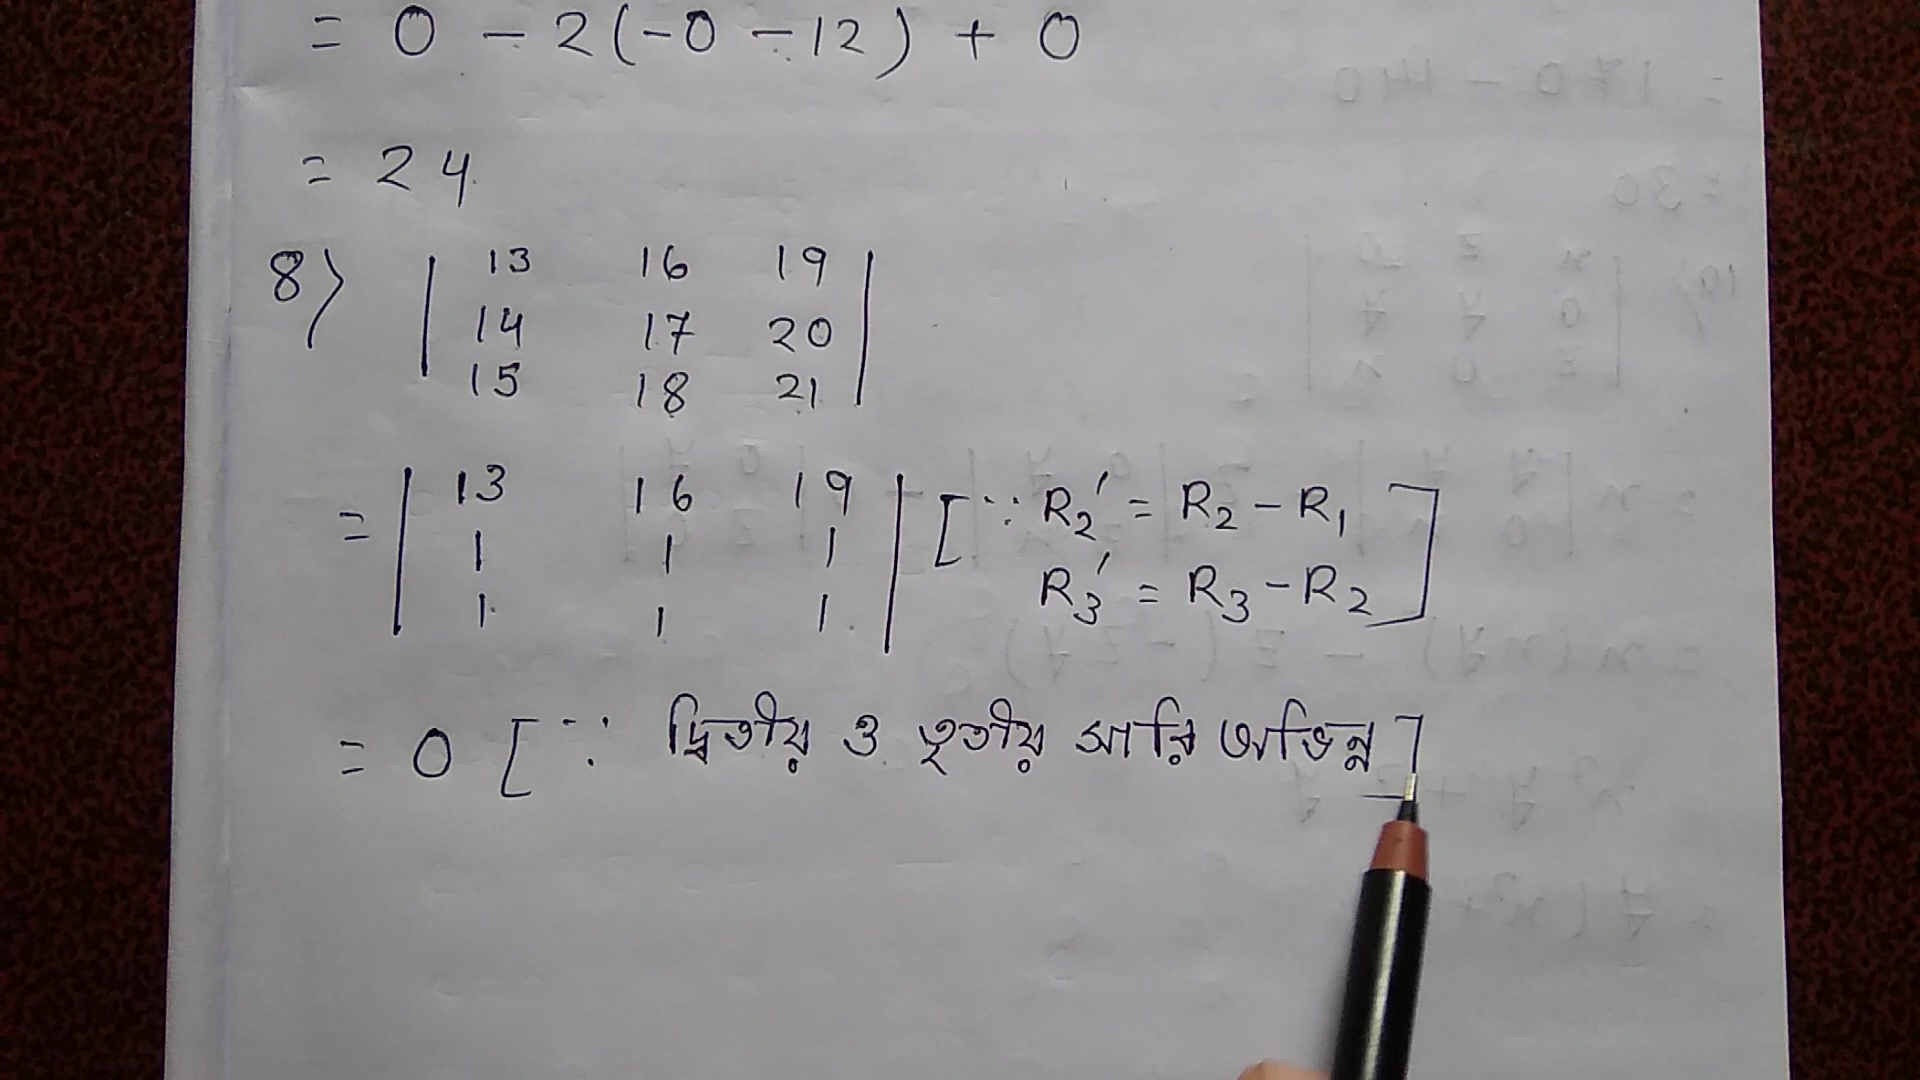 = 0 - 2(-0 - 12) + 0
= 24
8) | 13 16 19 |
14 17 20
15 18 21
= | 13 16 19 | [∵ R₂′ = R₂ - R₁
1 1 1
1 1 1 R₃′ = R₃ - R₂]
= 0 [∵ দ্বিতীয় ও তৃতীয় সারি অভিন্ন]